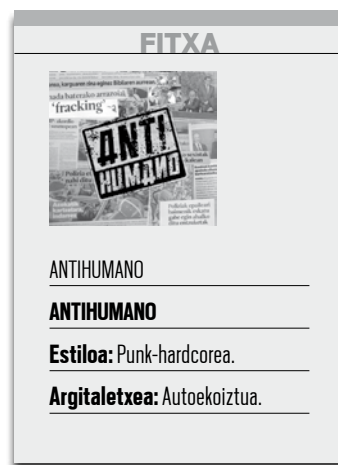 FITXA
'fracking'
ANTI
HUMANO
ANTIHUMANO
ANTIHUMANO
Estiloa: Punk-hardcorea.
Argitaletxea: Autoekoiztua.